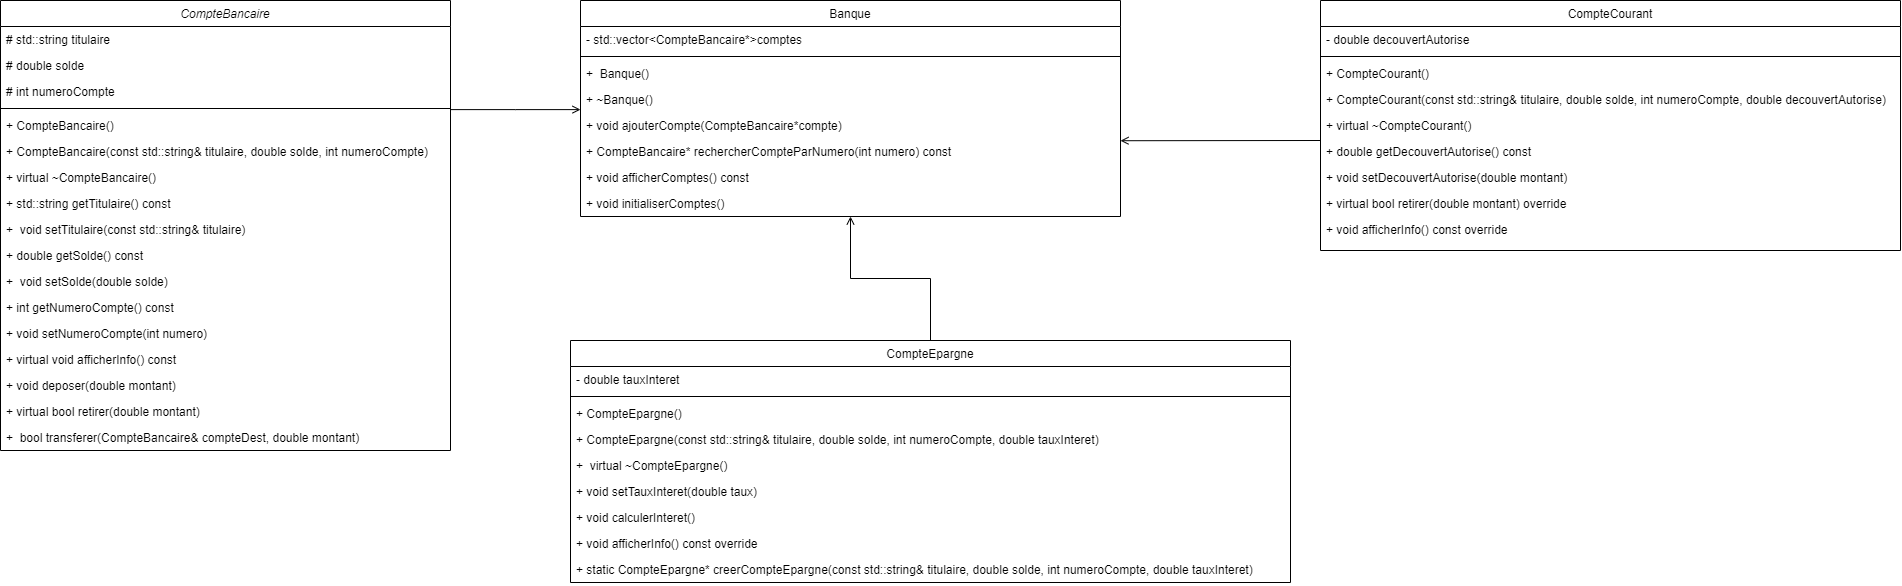 CompteBancaire
# std::string titulaire
# double solde
# int numeroCompte
+ CompteBancaire()
+ CompteBancaire(const std::string& titulaire, double solde, int numeroCompte)
+ virtual ~CompteBancaire()
+ std::string getTitulaire() const
+ void setTitulaire(const std::string& titulaire)
+ double getSolde() const
+ void setSolde(double solde)
+ int getNumeroCompte() const
+ void setNumeroCompte(int numero)
+ virtual void afficherInfo() const
+ void deposer(double montant)
+ virtual bool retirer(double montant)
+ bool transferer(CompteBancaire& compteDest, double montant)
Banque
- std::vector<CompteBancaire*>comptes
+ Banque()
+ ~Banque()
+ void ajouterCompte(CompteBancaire*compte)
+ CompteBancaire* rechercherCompteParNumero(int numero) const
+ void afficherComptes() const
+ void initialiserComptes()
CompteCourant
- double decouvertAutorise
+ CompteCourant()
+ CompteCourant(const std::string& titulaire, double solde, int numeroCompte, double decouvertAutorise)
+ virtual ~CompteCourant()
+ double getDecouvertAutorise() const
+ void setDecouvertAutorise(double montant)
+ virtual bool retirer(double montant) override
+ void afficherInfo() const override
CompteEpargne
- double tauxInteret
+ CompteEpargne()
+ CompteEpargne(const std::string& titulaire, double solde, int numeroCompte, double tauxInteret)
+ virtual ~CompteEpargne()
+ void setTauxInteret(double taux)
+ void calculerInteret()
+ void afficherInfo() const override
+ static CompteEpargne* creerCompteEpargne(const std::string& titulaire, double solde, int numeroCompte, double tauxInteret)